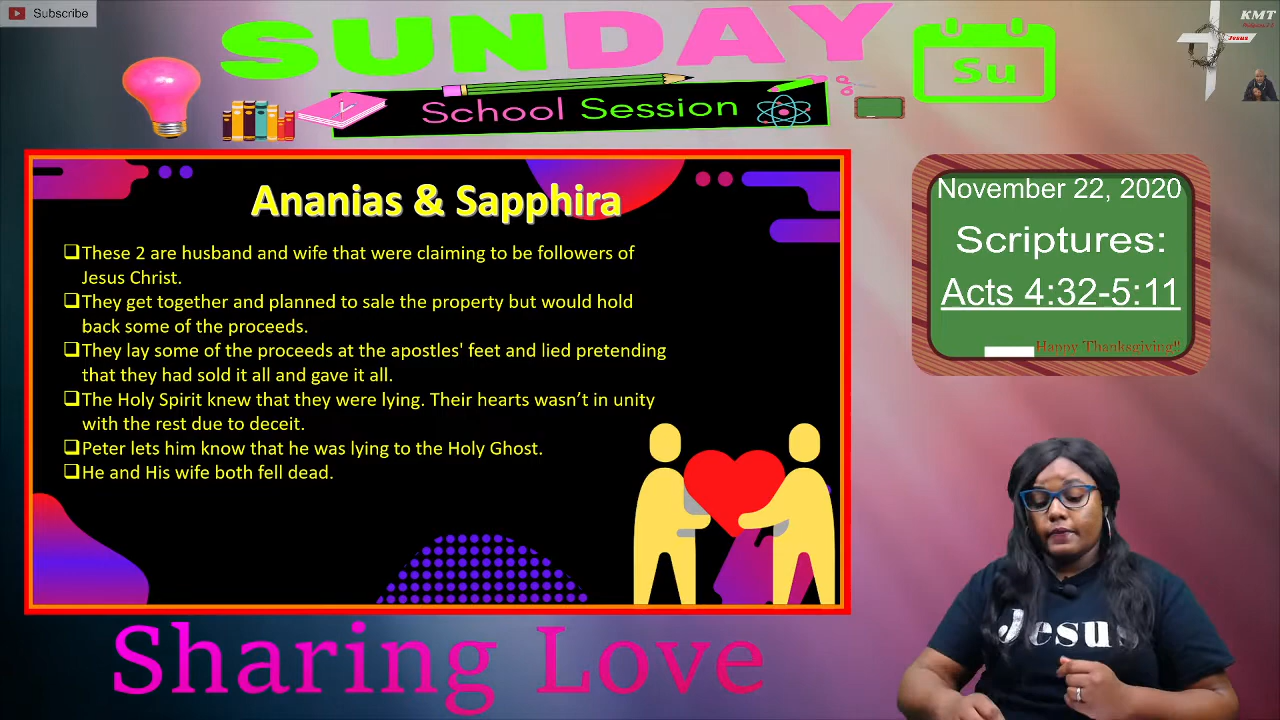 Subscribe
SUNDAY
School Session
Su
KMT
Jesus
Ananias & Sapphira
These 2 are husband and wife that were claiming to be followers of
Jesus Christ.
They get together and planned to sale the property but would hold
back some of the proceeds.
They lay some of the proceeds at the apostles' feet and lied pretending
that they had sold it all and gave it all.
The Holy Spirit knew that they were lying. Their hearts wasn’t in unity
with the rest due to deceit.
Peter lets him know that he was lying to the Holy Ghost.
He and His wife both fell dead.
November 22, 2020
Scriptures:
Acts 4:32-5:11
Happy Thanksgiving!!
Jesus
Sharing Love